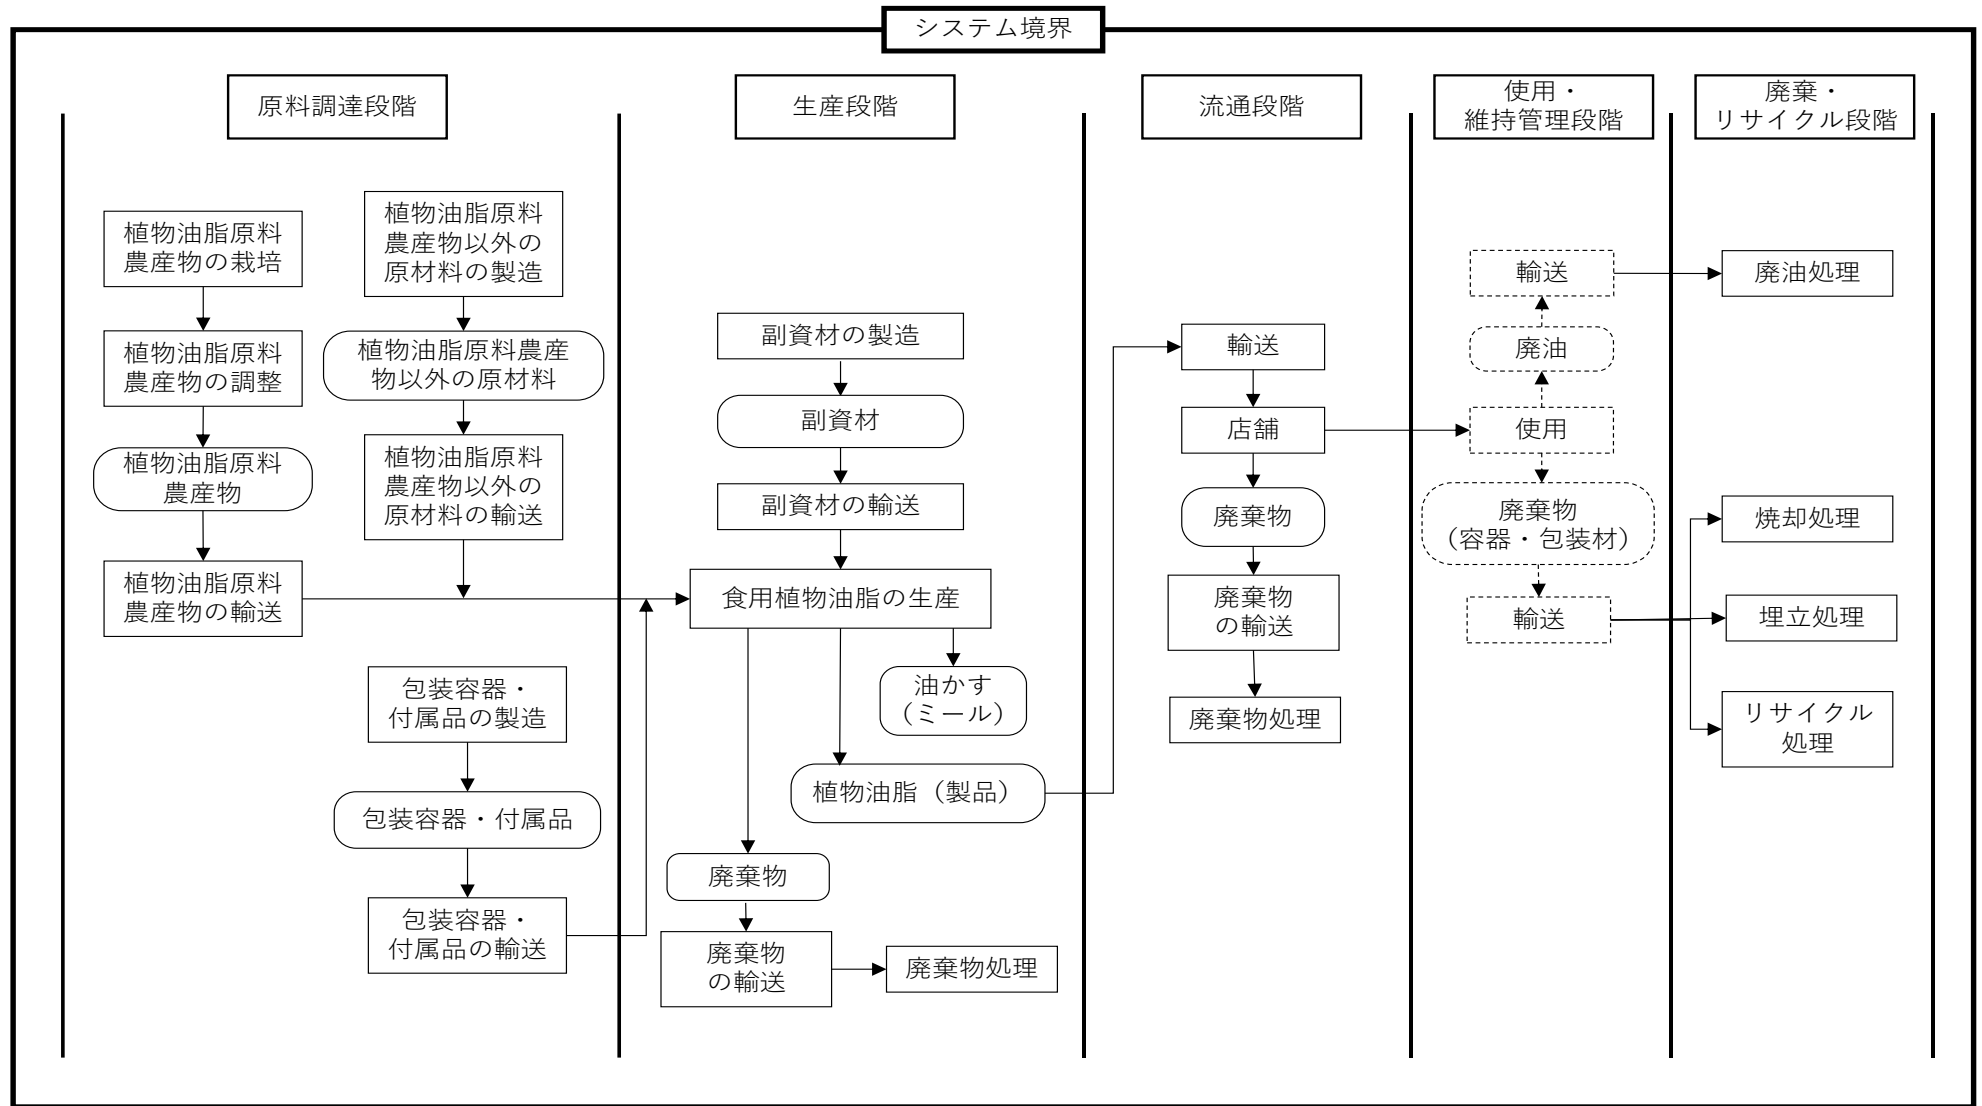 システム境界
原料調達段階
生産段階
流通段階
使用・
維持管理段階
廃棄・
リサイクル段階
植物油脂原料
農産物の栽培
植物油脂原料
農産物の調整
植物油脂原料
農産物
植物油脂原料
農産物の輸送
植物油脂原料
農産物以外の
原材料の製造
植物油脂原料農産
物以外の原材料
植物油脂原料
農産物以外の
原材料の輸送
包装容器・
付属品の製造
包装容器・付属品
包装容器・
付属品の輸送
副資材の製造
副資材
副資材の輸送
食用植物油脂の生産
油かす
（ミール）
植物油脂（製品）
廃棄物
廃棄物
の輸送
廃棄物処理
輸送
店舗
廃棄物
廃棄物
の輸送
廃棄物処理
輸送
廃油
使用
廃棄物
（容器・包装材）
輸送
廃油処理
焼却処理
埋立処理
リサイクル
処理